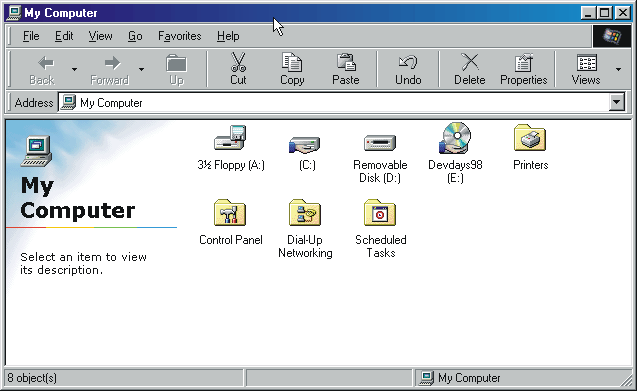 My Computer
File Edit View Go Favorites Help
Back Forward Up Cut Copy Paste Undo Delete Properties Views
Address My Computer
My
Computer
Select an item to view
its description.
3½ Floppy (A:)
(C:)
Removable
Disk (D:)
Devdays98
(E:)
Printers
Control Panel
Dial-Up
Networking
Scheduled
Tasks
8 object(s) My Computer